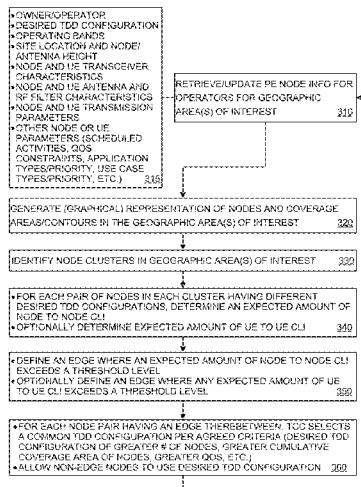 •OWNER/OPERATOR
•DESIRED TDD CONFIGURATION
•OPERATING BANDS
•SITE LOCATION AND NODE/
ANTENNA HEIGHT
•NODE AND UE TRANSCEIVER
CHARACTERISTICS
•NODE AND UE ANTENNA AND
RF FILTER CHARACTERISTICS
•NODE AND UE TRANSMISSION
PARAMETERS
•OTHER NODE OR UE
PARAMETERS (SCHEDULED
ACTIVITIES, QOS
CONSTRAINTS, APPLICATION
TYPES/PRIORITY, USE CASE
TYPES/PRIORITY, ETC.) 315
RETRIEVE/UPDATE PE NODE INFO FOR
OPERATORS FOR GEOGRAPHIC
AREA(S) OF INTEREST
310
GENERATE (GRAPHICAL) REPRESENTATION OF NODES AND COVERAGE
AREAS/CONTOURS IN THE GEOGRAPHIC AREA(S) OF INTEREST 320
IDENTIFY NODE CLUSTERS IN GEOGRAPHIC AREA(S) OF INTEREST 330
•FOR EACH PAIR OF NODES IN EACH CLUSTER HAVING DIFFERENT
DESIRED TDD CONFIGURATIONS, DETERMINE AN EXPECTED AMOUNT OF
NODE TO NODE CLI
•OPTIONALLY DETERMINE EXPECTED AMOUNT OF UE TO UE CLI 340
•DEFINE AN EDGE WHERE AN EXPECTED AMOUNT OF NODE TO NODE CLI
EXCEEDS A THRESHOLD LEVEL
•OPTIONALLY DEFINE AN EDGE WHERE ANY EXPECTED AMOUNT OF UE
TO UE CLI EXCEEDS A THRESHOLD LEVEL 350
•FOR EACH NODE PAIR HAVING AN EDGE THEREBETWEEN, TCC SELECTS
A COMMON TDD CONFIGURATION PER AGREED CRITERIA (DESIRED TDD
CONFIGURATION OF GREATER # OF NODES, GREATER CUMULATIVE
COVERAGE AREA OF NODES, GREATER QOS, ETC.)
•ALLOW NON-EDGE NODES TO USE DESIRED TDD CONFIGURATION 360